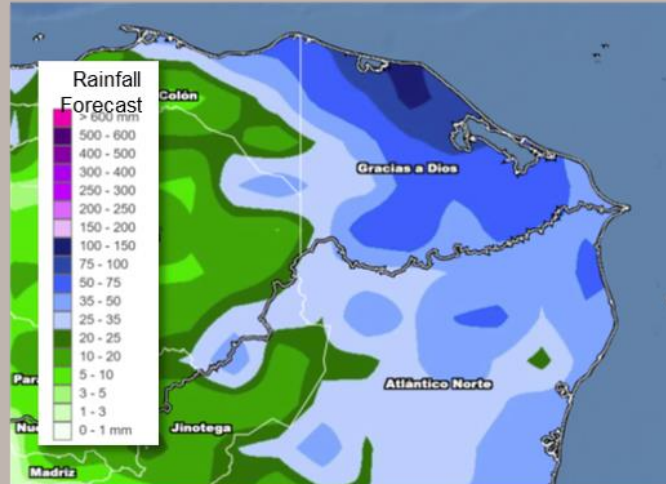 Rainfall
Forecast
> 600 mm
500 - 600
400 - 500
300 - 400
250 - 300
200 - 250
150 - 200
100 - 150
75 - 100
50 - 75
35 - 50
25 - 35
20 - 25
10 - 20
5 - 10
3 - 5
1 - 3
0 - 1 mm
Colón
Gracias a Dios
Atlántico Norte
Para
Nue
Jinotega
Madriz